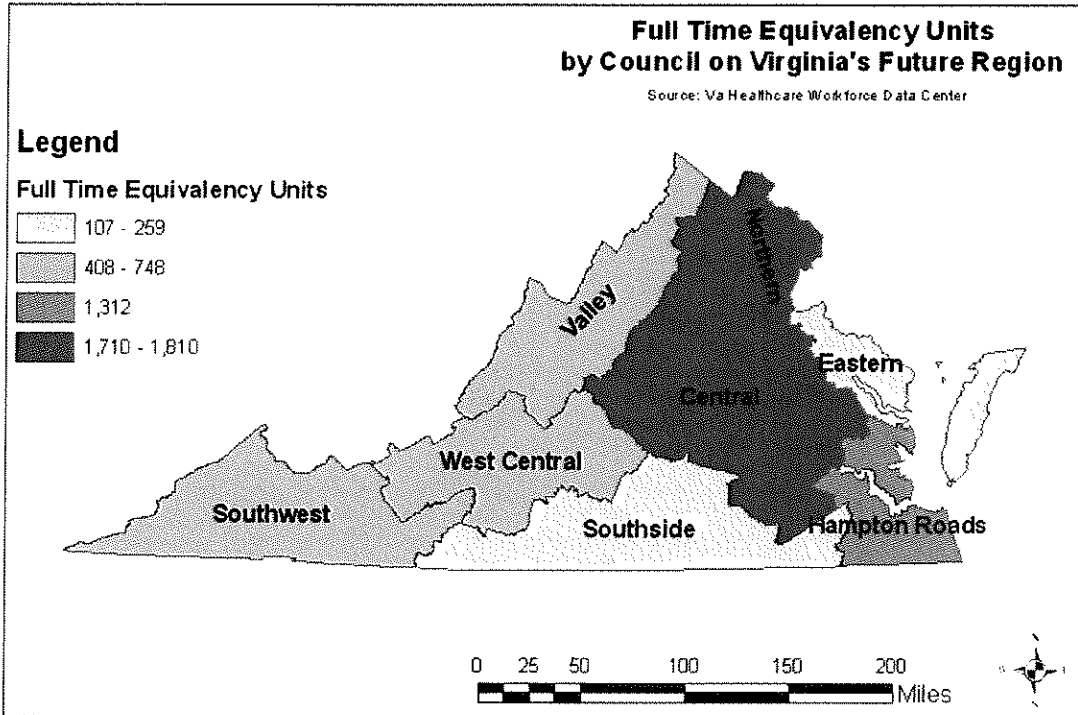 Full Time Equivalency Units
by Council on Virginia's Future Region
Source: Va Healthcare Workforce Data Center
Legend
Full Time Equivalency Units
107 - 259
408 - 748
1,312
1,710 - 1,810
Northern
Valley
Eastern
Central
West Central
Southwest
Southside
Hampton Roads
0 25 50 100 150 200
Miles